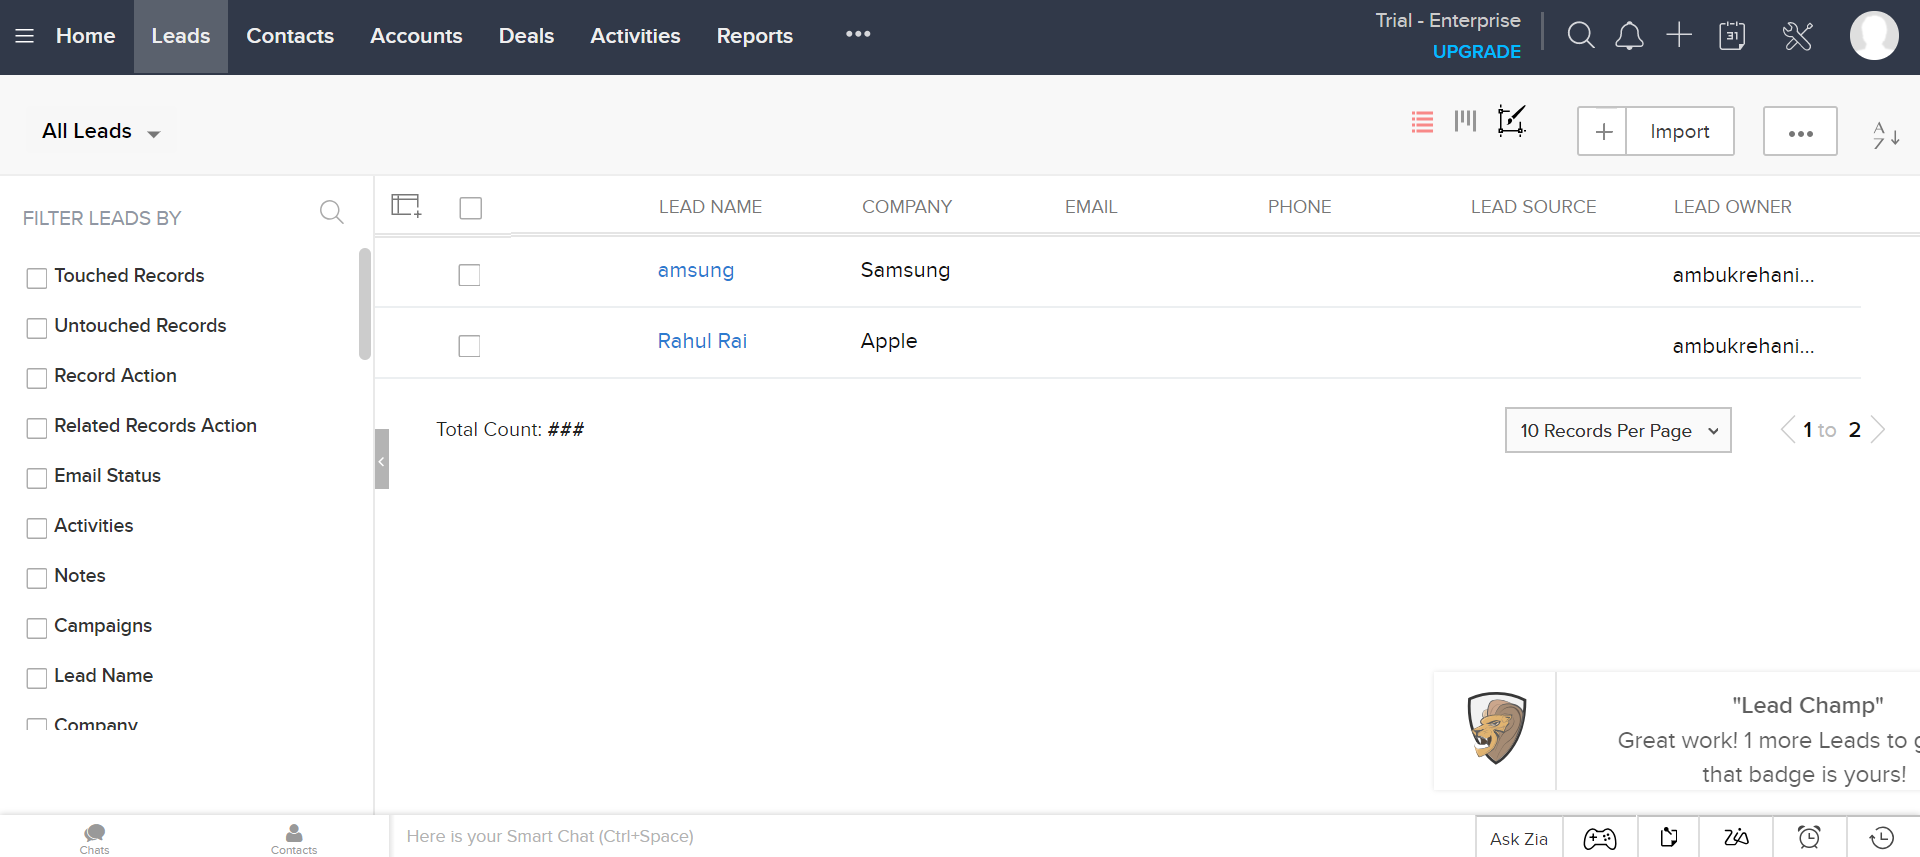 Home Leads Contacts Accounts Deals Activities Reports •••
Trial - Enterprise
UPGRADE
31
All Leads
+ Import •••
A
Z
FILTER LEADS BY
Touched Records
Untouched Records
Record Action
Related Records Action
Email Status
Activities
Notes
Campaigns
Lead Name
Company
LEAD NAME COMPANY EMAIL PHONE LEAD SOURCE LEAD OWNER
amsung Samsung ambukrehani...
Rahul Rai Apple ambukrehani...
Total Count: ###
10 Records Per Page
1 to 2
"Lead Champ"
Great work! 1 more Leads to
that badge is yours!
Chats
Contacts
Here is your Smart Chat (Ctrl+Space)
Ask Zia